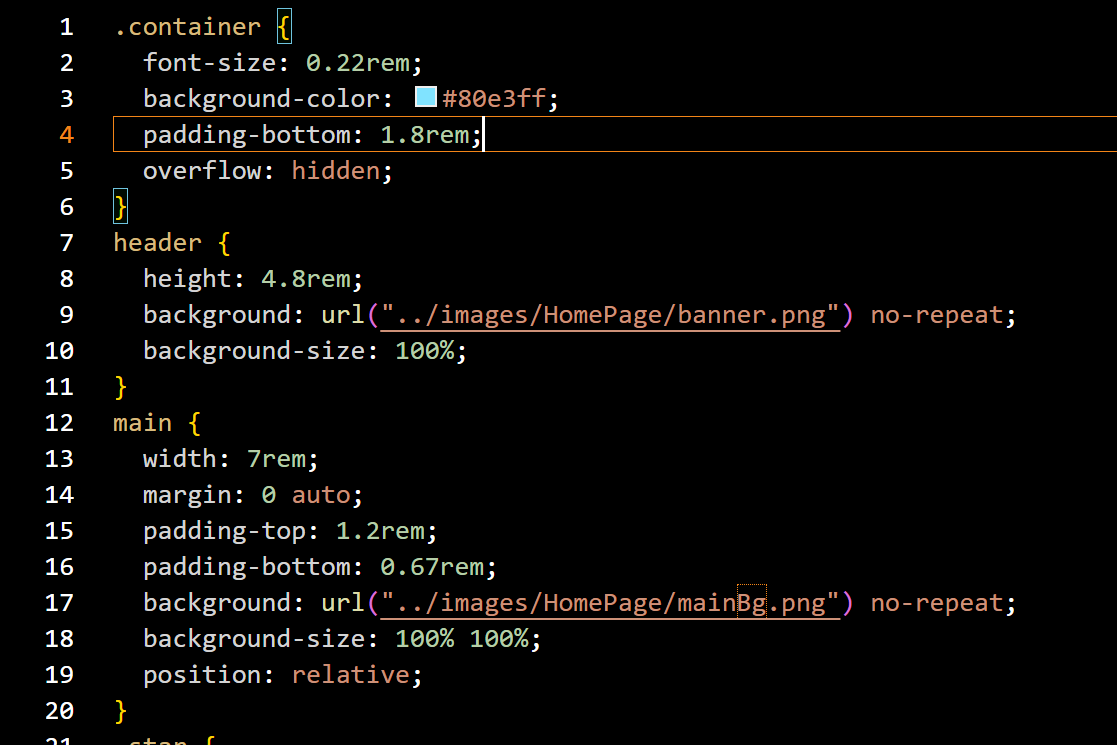 1 .container {
2 font-size: 0.22rem;
3 background-color: #80e3ff;
4 padding-bottom: 1.8rem;
5 overflow: hidden;
6 }
7 header {
8 height: 4.8rem;
9 background: url("../images/HomePage/banner.png") no-repeat;
10 background-size: 100%;
11 }
12 main {
13 width: 7rem;
14 margin: 0 auto;
15 padding-top: 1.2rem;
16 padding-bottom: 0.67rem;
17 background: url("../images/HomePage/mainBg.png") no-repeat;
18 background-size: 100% 100%;
19 position: relative;
20 }
21 {